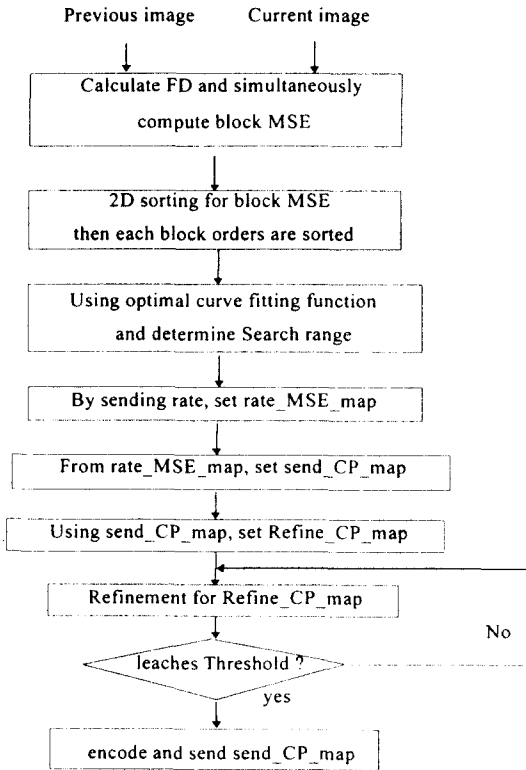 Previous image Current image
Calculate FD and simultaneously
compute block MSE
2D sorting for block MSE
then each block orders are sorted
Using optimal curve fitting function
and determine Search range
By sending rate, set rate_MSE_map
From rate_MSE_map, set send_CP_map
Using send_CP_map, set Refine_CP_map
Refinement for Refine_CP_map
No
leaches Threshold ?
yes
encode and send send_CP_map